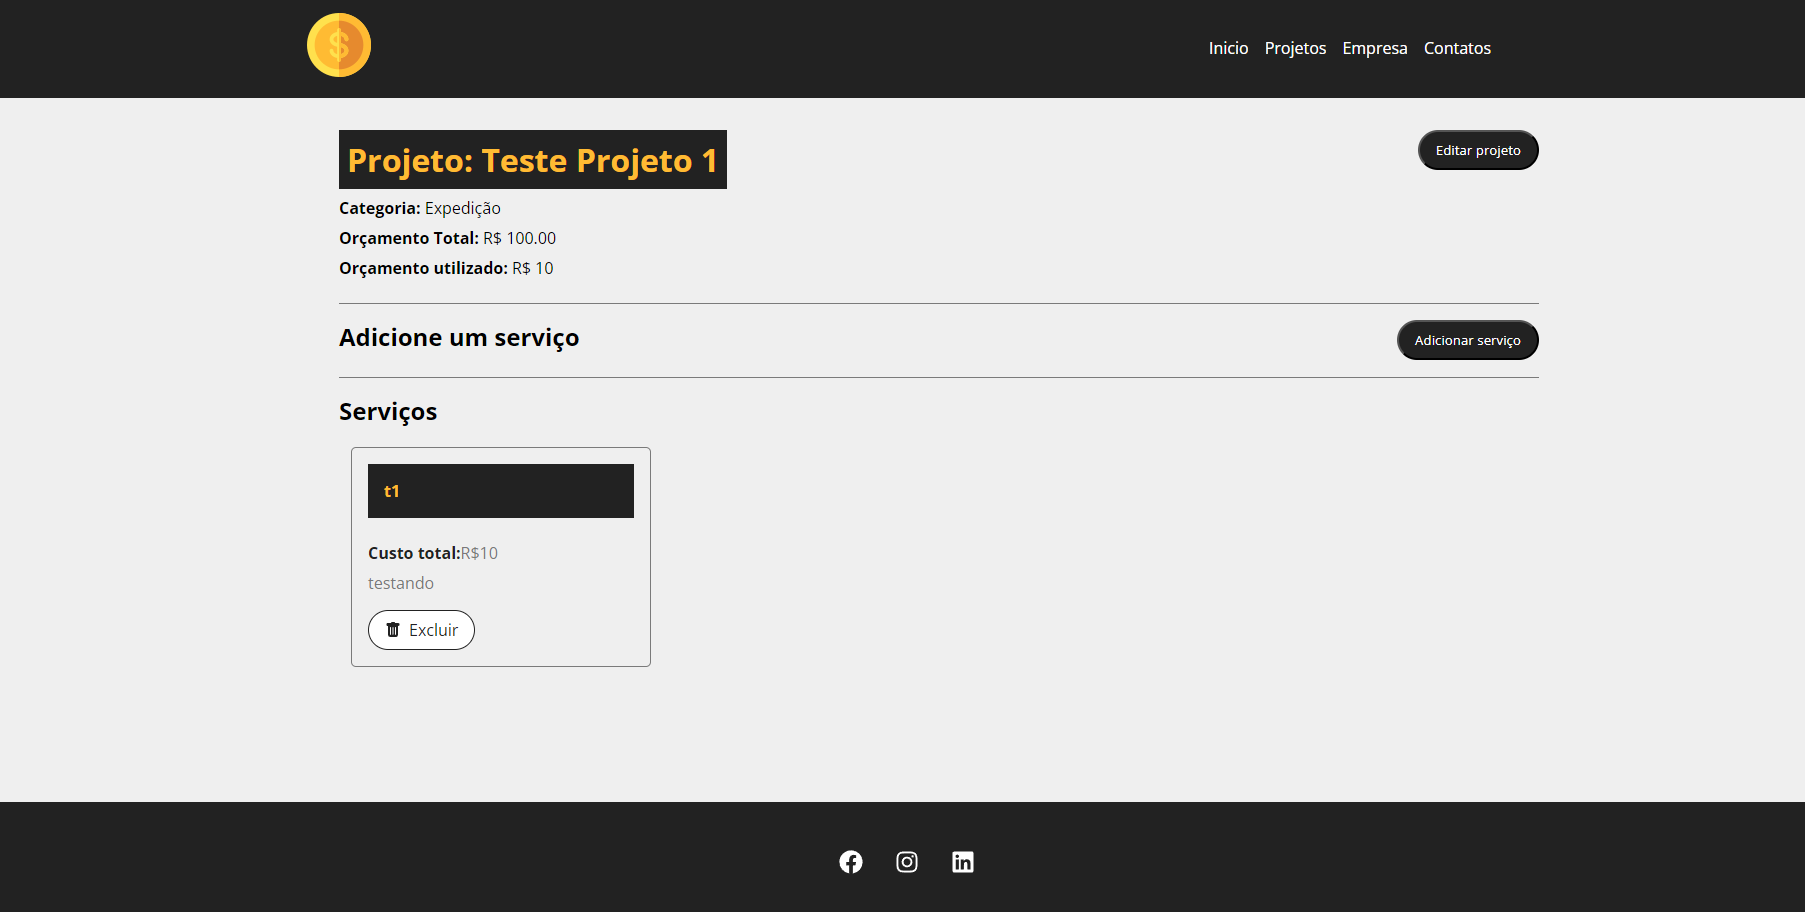 $
Inicio Projetos Empresa Contatos
Projeto: Teste Projeto 1
Editar projeto
Categoria: Expedição
Orçamento Total: R$ 100.00
Orçamento utilizado: R$ 10
Adicione um serviço
Adicionar serviço
Serviços
t1
Custo total:R$10
testando
Excluir
in